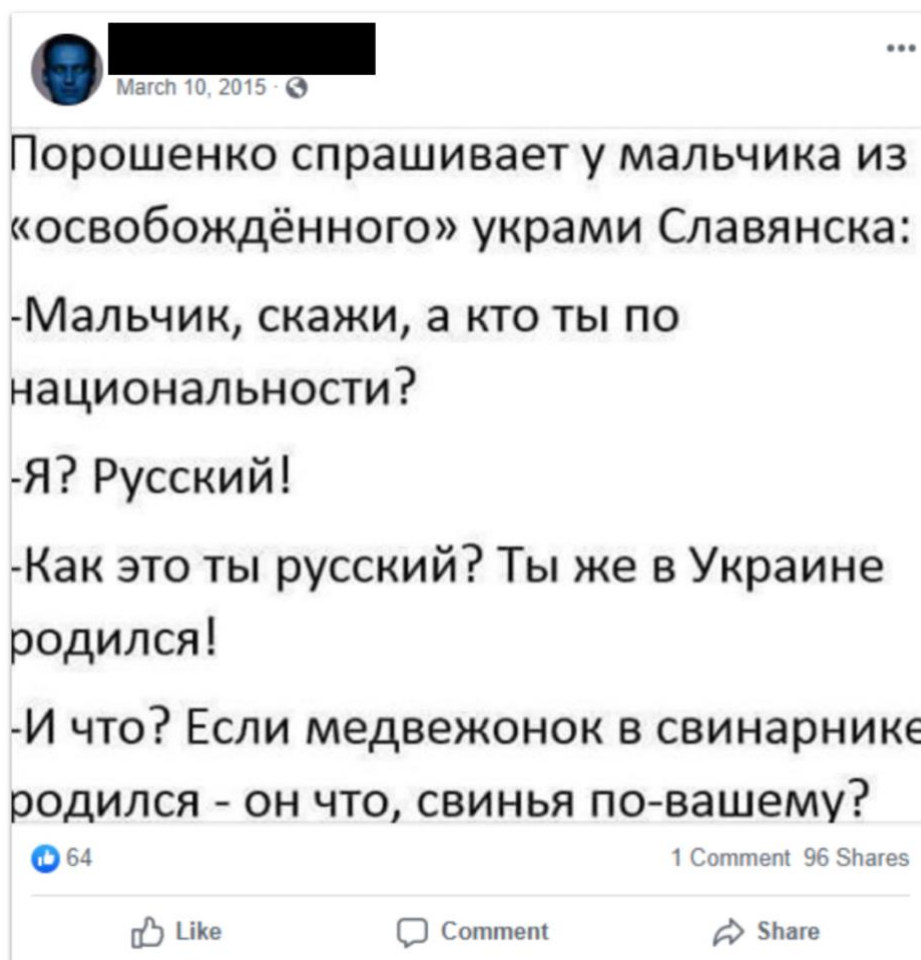 March 10, 2015 ·
Порошенко спрашивает у мальчика из
«освобождённого» украми Славянска:
-Мальчик, скажи, а кто ты по
национальности?
-Я? Русский!
-Как это ты русский? Ты же в Украине
родился!
-И что? Если медвежонок в свинарнике
родился - он что, свинья по-вашему?
64
1 Comment 96 Shares
Like Comment Share